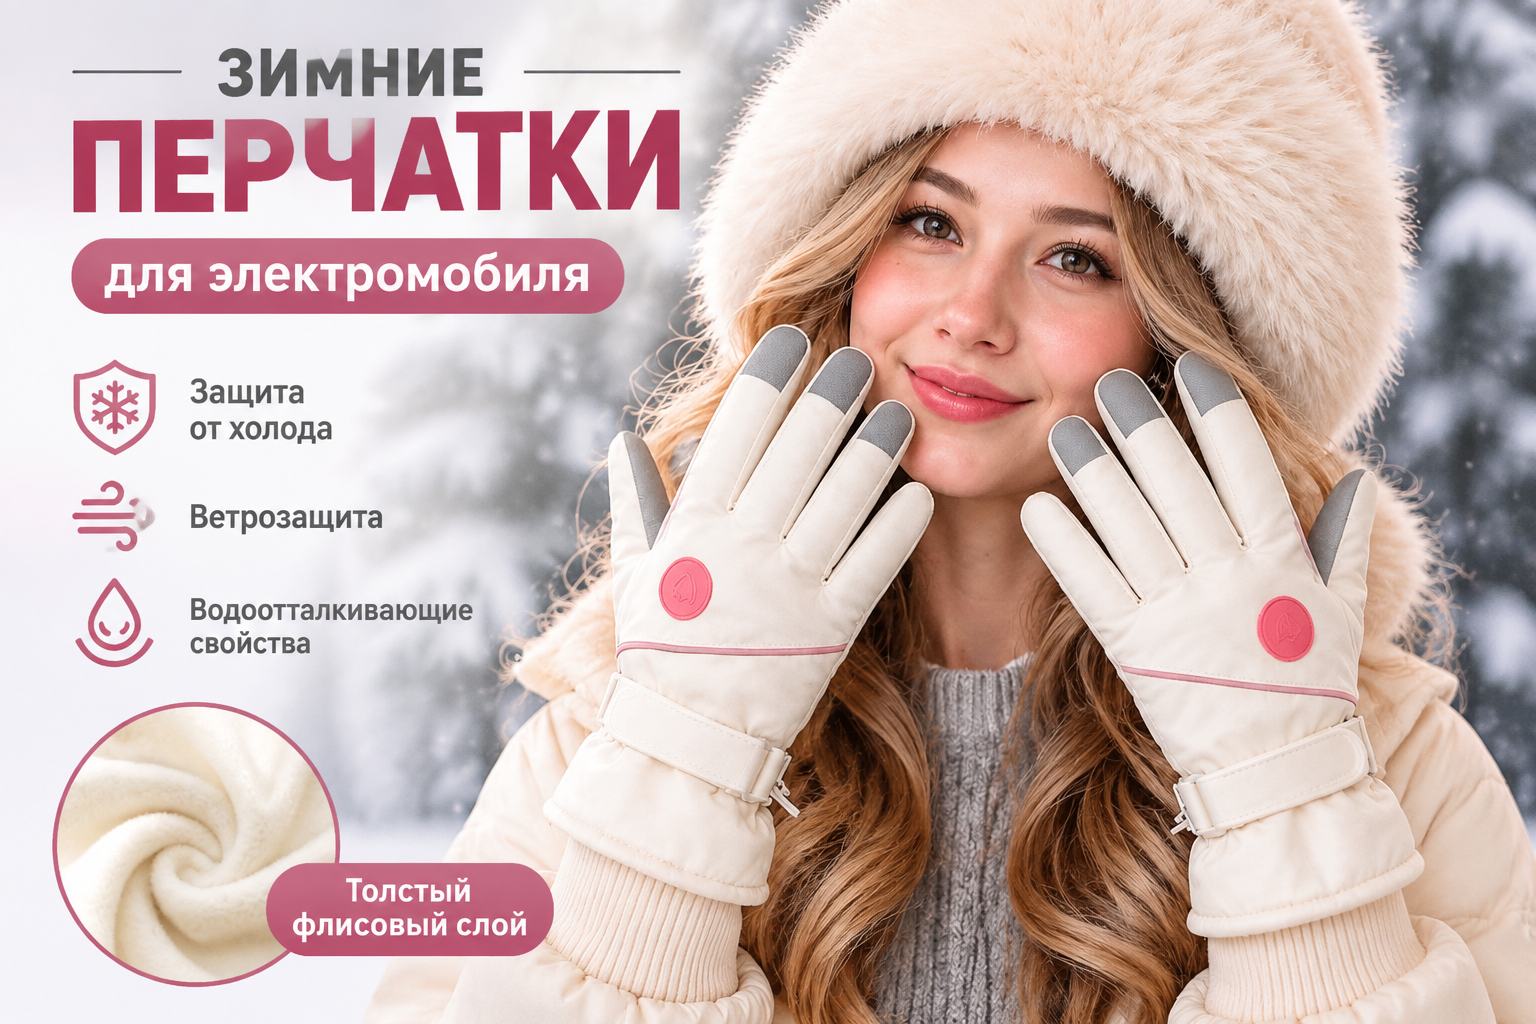 ЗИмНИЕ
ПЕРЧАТКИ
для электромобиля
Защита
от холода
Ветрозащита
Водоотталкивающие
свойства
Толстый
флисовый слой